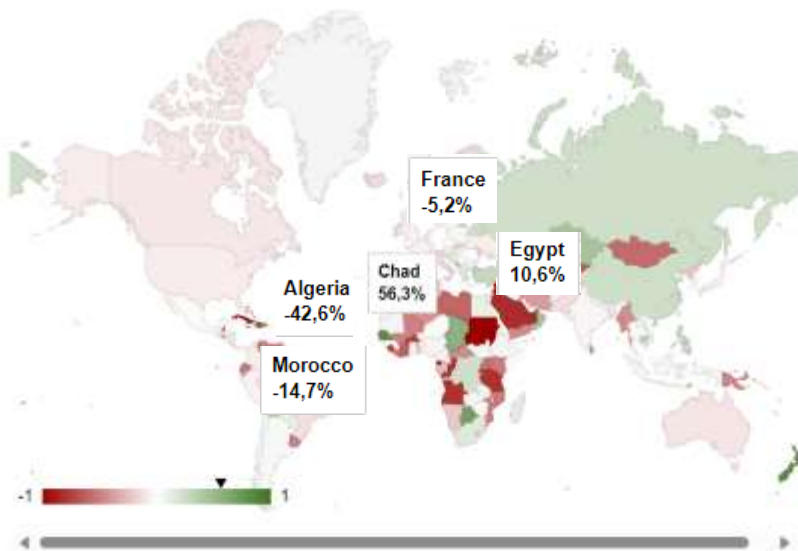 France
-5,2%
Egypt
10,6%
Chad
56,3%
Algeria
-42,6%
Morocco
-14,7%
-1
1